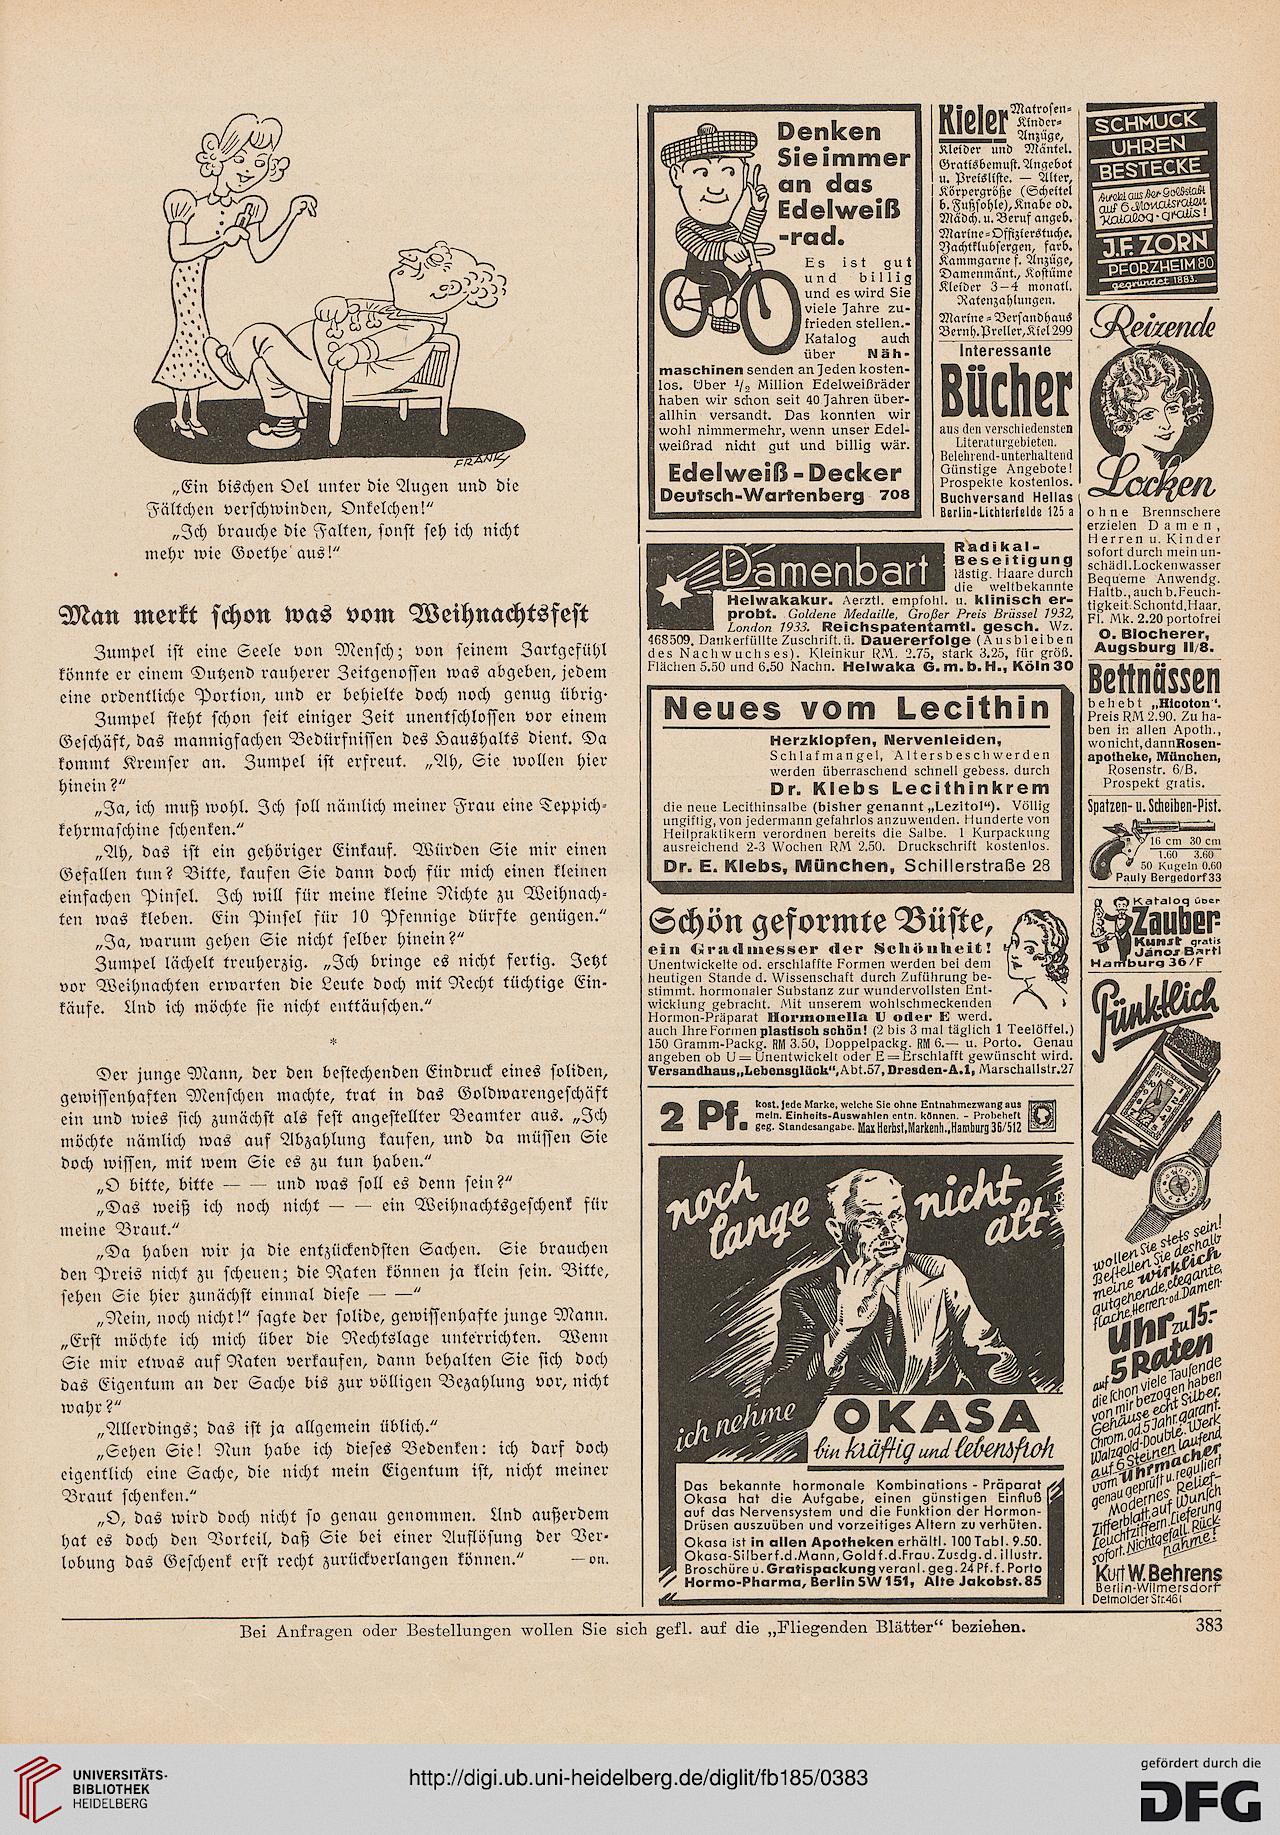 FRANK
„Ein bischen Oel unter die Augen und die
Fältchen verschwinden, Onkelchen!“
„Ich brauche die Falten, sonst seh ich nicht
mehr wie Goethe aus!“
Man merkt schon was vom Weihnachtsfest
Zumpel ist eine Seele von Mensch; von seinem Zartgefühl
könnte er einem Dutzend rauherer Zeitgenossen was abgeben, jedem
eine ordentliche Portion, und er behielte doch noch genug übrig.
Zumpel steht schon seit einiger Zeit unentschlossen vor einem
Geschäft, das mannigfachen Bedürfnissen des Haushalts dient. Da
kommt Kremser an. Zumpel ist erfreut. „Ah, Sie wollen hier
hinein?“
„Ja, ich muß wohl. Ich soll nämlich meiner Frau eine Teppich-
kehrmaschine schenken.“
„Ah, das ist ein gehöriger Einkauf. Würden Sie mir einen
Gefallen tun? Bitte, kaufen Sie dann doch für mich einen kleinen
einfachen Pinsel. Ich will für meine kleine Nichte zu Weihnach-
ten was kleben. Ein Pinsel für 10 Pfennige dürfte genügen.“
„Ja, warum gehen Sie nicht selber hinein?“
Zumpel lächelt treuherzig. „Ich bringe es nicht fertig. Jetzt
vor Weihnachten erwarten die Leute doch mit Recht tüchtige Ein-
käufe. Und ich möchte sie nicht enttäuschen.“
*
Der junge Mann, der den bestechenden Eindruck eines soliden,
gewissenhaften Menschen machte, trat in das Goldwarengeschäft
ein und wies sich zunächst als fest angestellter Beamter aus. „Ich
möchte nämlich was auf Abzahlung kaufen, und da müssen Sie
doch wissen, mit wem Sie es zu tun haben.“
„O bitte, bitte — — und was soll es denn sein?“
„Das weiß ich noch nicht — — ein Weihnachtsgeschenk für
meine Braut.“
„Da haben wir ja die entzückendsten Sachen. Sie brauchen
den Preis nicht zu scheuen; die Raten können ja klein sein. Bitte,
sehen Sie hier zunächst einmal diese — —“
„Nein, noch nicht!“ sagte der solide, gewissenhafte junge Mann.
„Erst möchte ich mich über die Rechtslage unterrichten. Wenn
Sie mir etwas auf Raten verkaufen, dann behalten Sie sich doch
das Eigentum an der Sache bis zur völligen Bezahlung vor, nicht
wahr?“
„Allerdings; das ist ja allgemein üblich.“
„Sehen Sie! Nun habe ich dieses Bedenken: ich darf doch
eigentlich eine Sache, die nicht mein Eigentum ist, nicht meiner
Braut schenken.“
„O, das wird doch nicht so genau genommen. Und außerdem
hat es doch den Vorteil, daß Sie bei einer Auflösung der Ver-
lobung das Geschenk erst recht zurückverlangen können.“ —on.
Denken
Sie immer
an das
Edelweiß
-rad.
Es ist gut
und billig
und es wird Sie
viele Jahre zu-
frieden stellen.-
Katalog auch
über Näh-
maschinen senden an Jeden kosten-
los. Über 1/2 Million Edelweißräder
haben wir schon seit 40 Jahren über-
allhin versandt. Das konnten wir
wohl nimmermehr, wenn unser Edel-
weißrad nicht gut und billig wär.
Edelweiß-Decker
Deutsch-Wartenberg 708
Kieler Matrosen-
Kinder-
Anzüge,
Kleider und Mäntel.
Gratisbemust. Angebot
u. Preisliste. — Alter,
Körpergröße (Scheitel
b. Fußsohle), Knabe od.
Mädch. u. Beruf angeb.
Marine-Offizierstuche.
Yachtklubsergen, farb.
Kammgarne f. Anzüge,
Damenmänt., Kostüme
Kleider 3—4 monatl.
Ratenzahlungen.
Marine-Versandhaus
Bernh. Preller, Kiel 299
Interessante
Bücher
aus den verschiedensten
Literaturgebieten.
Belehrend-unterhaltend
Günstige Angebote!
Prospekte kostenlos.
Buchversand Hellas
Berlin-Lichterfelde 125 a
Damenbart
Radikal-
Beseitigung
lästig. Haare durch
die weltbekannte
Helwakakur. Aerztl. empfohl. u. klinisch er-
probt. Goldene Medaille, Großer Preis Brüssel 1932,
London 1933. Reichspatentamtl. gesch. Wz.
468509. Dankerfüllte Zuschrift. ü. Dauererfolge (Ausbleiben
des Nachwuchses). Kleinkur RM. 2.75, stark 3.25, für größ.
Flächen 5.50 und 6.50 Nachn. Helwaka G. m. b. H., Köln 30
Neues vom Lecithin
Herzklopfen, Nervenleiden,
Schlafmangel, Altersbeschwerden
werden überraschend schnell gebess. durch
Dr. Klebs Lecithinkrem
die neue Lecithinsalbe (bisher genannt „Lezitol“). Völlig
ungiftig, von jedermann gefahrlos anzuwenden. Hunderte von
Heilpraktikern verordnen bereits die Salbe. 1 Kurpackung
ausreichend 2-3 Wochen RM 2.50. Druckschrift kostenlos.
Dr. E. Klebs, München, Schillerstraße 28
Schön geformte Büste,
ein Gradmesser der Schönheit!
Unentwickelte od. erschlaffte Formen werden bei dem
heutigen Stande d. Wissenschaft durch Zuführung be-
stimmt. hormonaler Substanz zur wundervollsten Ent-
wicklung gebracht. Mit unserem wohlschmeckenden
Hormon-Präparat Hormonella U oder E werd.
auch Ihre Formen plastisch schön! (2 bis 3 mal täglich 1 Teelöffel.)
150 Gramm-Packg. RM 3.50, Doppelpackg. RM 6.— u. Porto. Genau
angeben ob U = Unentwickelt oder E = Erschlafft gewünscht wird.
Versandhaus „Lebensglück“, Abt. 57, Dresden-A. 1, Marschallstr. 27
2 Pf. kost. jede Marke, welche Sie ohne Entnahmezwang aus
mein. Einheits-Auswahlen entn. können. - Probeheft
geg. Standesangabe. Max Herbst, Markenh., Hamburg 36/512
noch lange nicht alt
ich nehme OKASA
bin kräftig und lebensfroh
Das bekannte hormonale Kombinations-Präparat
Okasa hat die Aufgabe, einen günstigen Einfluß
auf das Nervensystem und die Funktion der Hormon-
Drüsen auszuüben und vorzeitiges Altern zu verhüten.
Okasa ist in allen Apotheken erhältl. 100 Tabl. 9.50.
Okasa-Silber f. d. Mann, Gold f. d. Frau. Zusdg. d. illustr.
Broschüre u. Gratispackung veranl. geg. 24 Pf. f. Porto
Hormo-Pharma, Berlin SW 151, Alte Jakobst. 85
SCHMUCK
UHREN
BESTECKE
direkt aus der Goldstadt
auf 6 Monatsraten
Katalog gratis!
J.F. ZORN
PFORZHEIM 80
gegründet 1883.
Reizende
Locken
ohne Brennschere
erzielen Damen,
Herren u. Kinder
sofort durch mein un-
schädl. Lockenwasser
Bequeme Anwendg.
Haltb., auch b. Feuch-
tigkeit. Schont d. Haar.
Fl. Mk. 2.20 portofrei
O. Blocherer,
Augsburg II/8.
Bettnässen
behebt „Hicoton“.
Preis RM 2.90. Zu ha-
ben in allen Apoth.,
wo nicht, dann Rosen-
apotheke, München,
Rosenstr. 6/B.
Prospekt gratis.
Spatzen- u. Scheiben-Pist.
16 cm 30 cm
1.60 3.60
50 Kugeln 0.60
Pauly Bergedorf 33
Katalog über
Zauber-
Kunst gratis
János Bartl
Hamburg 36/F
Pünktlich
wollen Sie stets sein!
Bestellen Sie deshalb
meine wirklich
gutgehende, elegante,
flache, Herren- od. Damen-
Uhr zu 15.-
auf 5 Raten
die schon viele Tausende
von mir bezogen haben
Gehäuse echt Silber,
Chrom. od. 5 Jahr. garant.
Walzgold-Double. Werk
auf 6 Steinen laufend
vom Uhrmacher
genau geprüft u. reguliert
Modernes Relief-
Zifferblatt, auf Wunsch
Leuchtziffern. Lieferung
sofort. Nichtgefall. Rück-
nahme!
Kurt W. Behrens
Berlin-Wilmersdorf
Detmolder Str. 46 I
Bei Anfragen oder Bestellungen wollen Sie sich gefl. auf die „Fliegenden Blätter“ beziehen.
383
UNIVERSITÄTS-
BIBLIOTHEK
HEIDELBERG
http://digi.ub.uni-heidelberg.de/diglit/fb185/0383
gefördert durch die
DFG